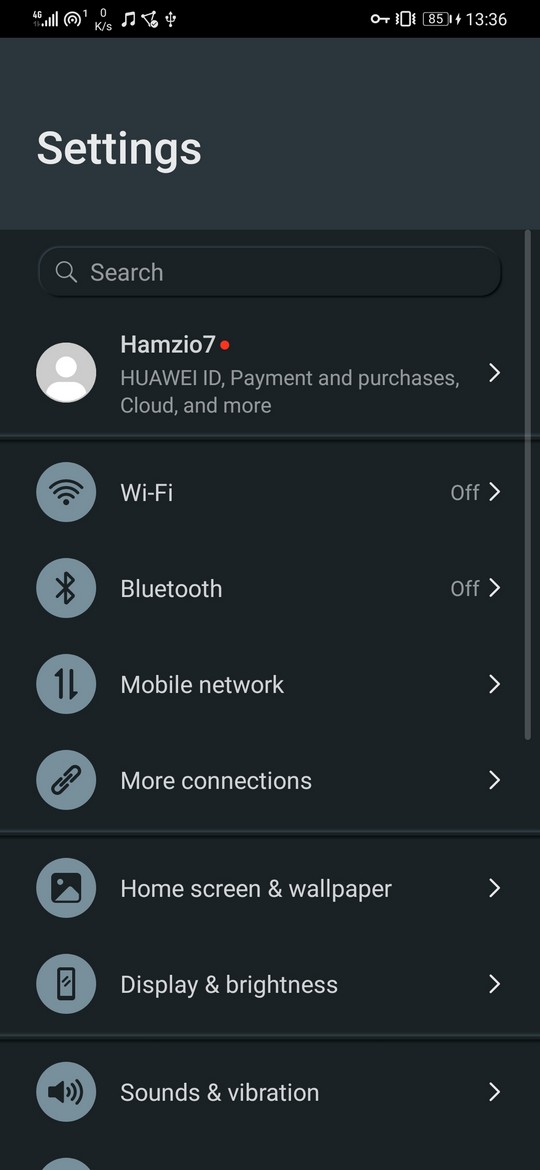 4G 1 0 K/s 85 13:36
Settings
Search
Hamzio7
HUAWEI ID, Payment and purchases,
Cloud, and more
Wi-Fi Off
Bluetooth Off
Mobile network
More connections
Home screen & wallpaper
Display & brightness
Sounds & vibration